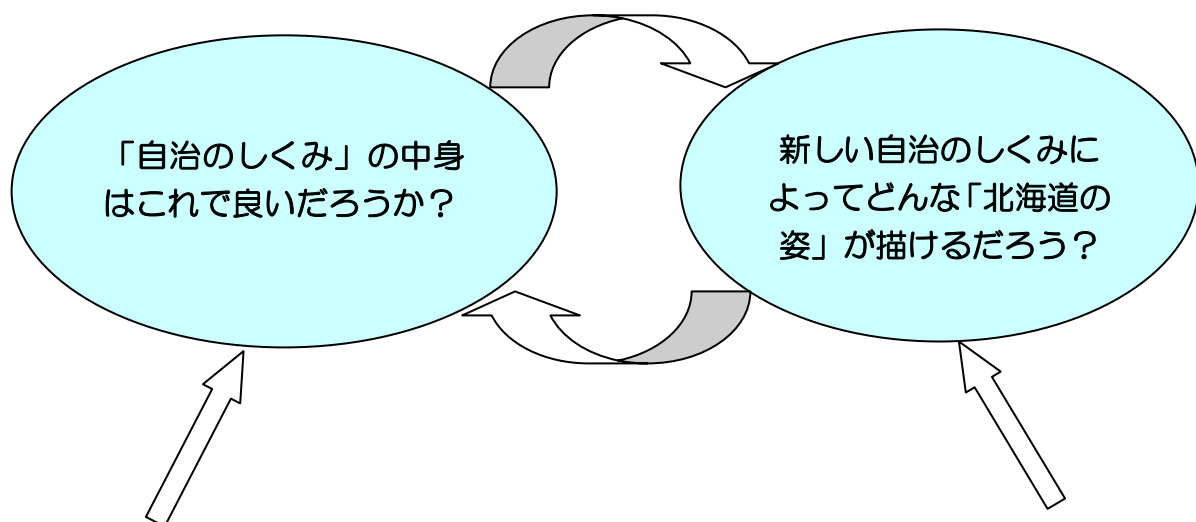 「自治のしくみ」の中身
はこれで良いだろうか？
新しい自治のしくみに
よってどんな「北海道の
姿」が描けるだろう？